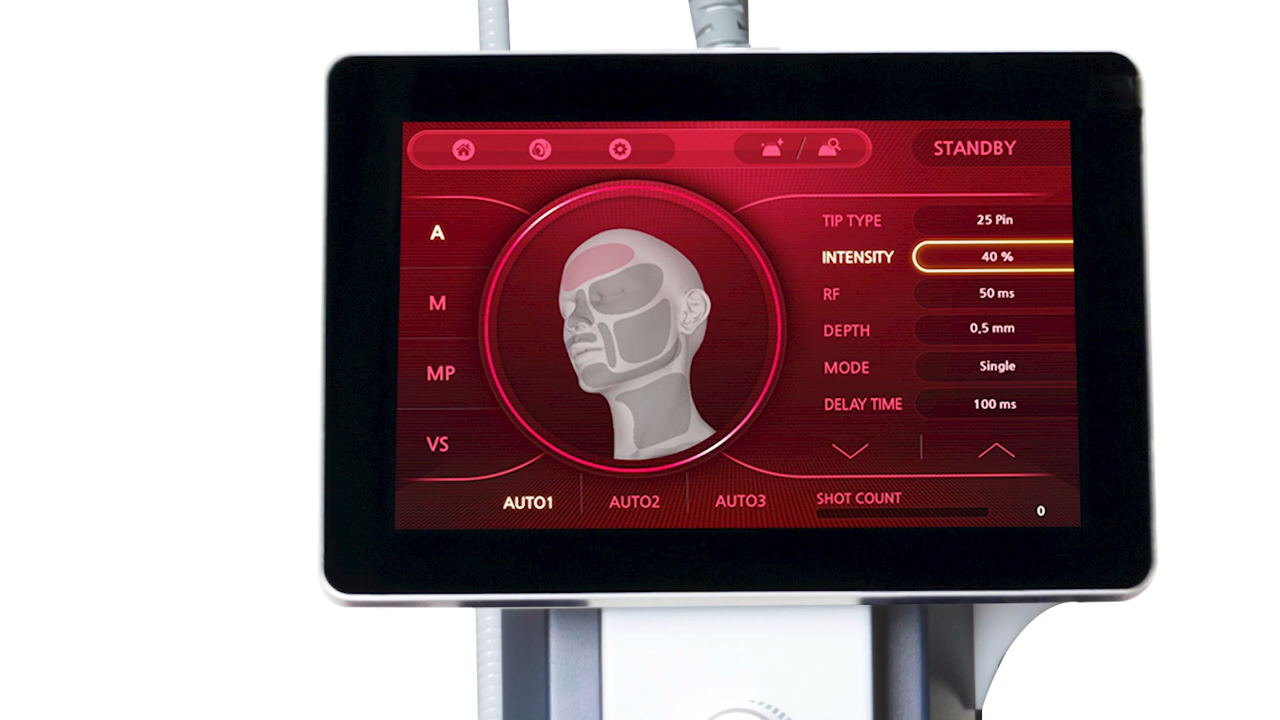 STANDBY
A
M
MP
VS
TIP TYPE 25 Pin
INTENSITY 40 %
RF 50 ms
DEPTH 0.5 mm
MODE Single
DELAY TIME 100 ms
AUTO1 AUTO2 AUTO3
SHOT COUNT 0